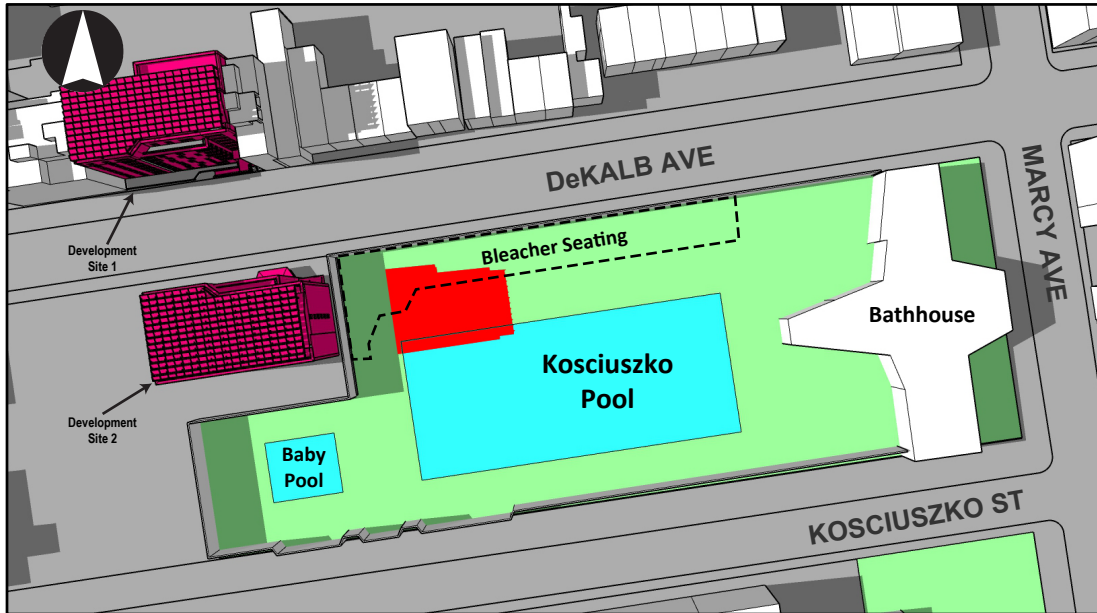 DeKALB AVE
MARCY AVE
Development
Site 1
Bleacher Seating
Bathhouse
Kosciuszko
Pool
Development
Site 2
Baby
Pool
KOSCIUSZKO ST